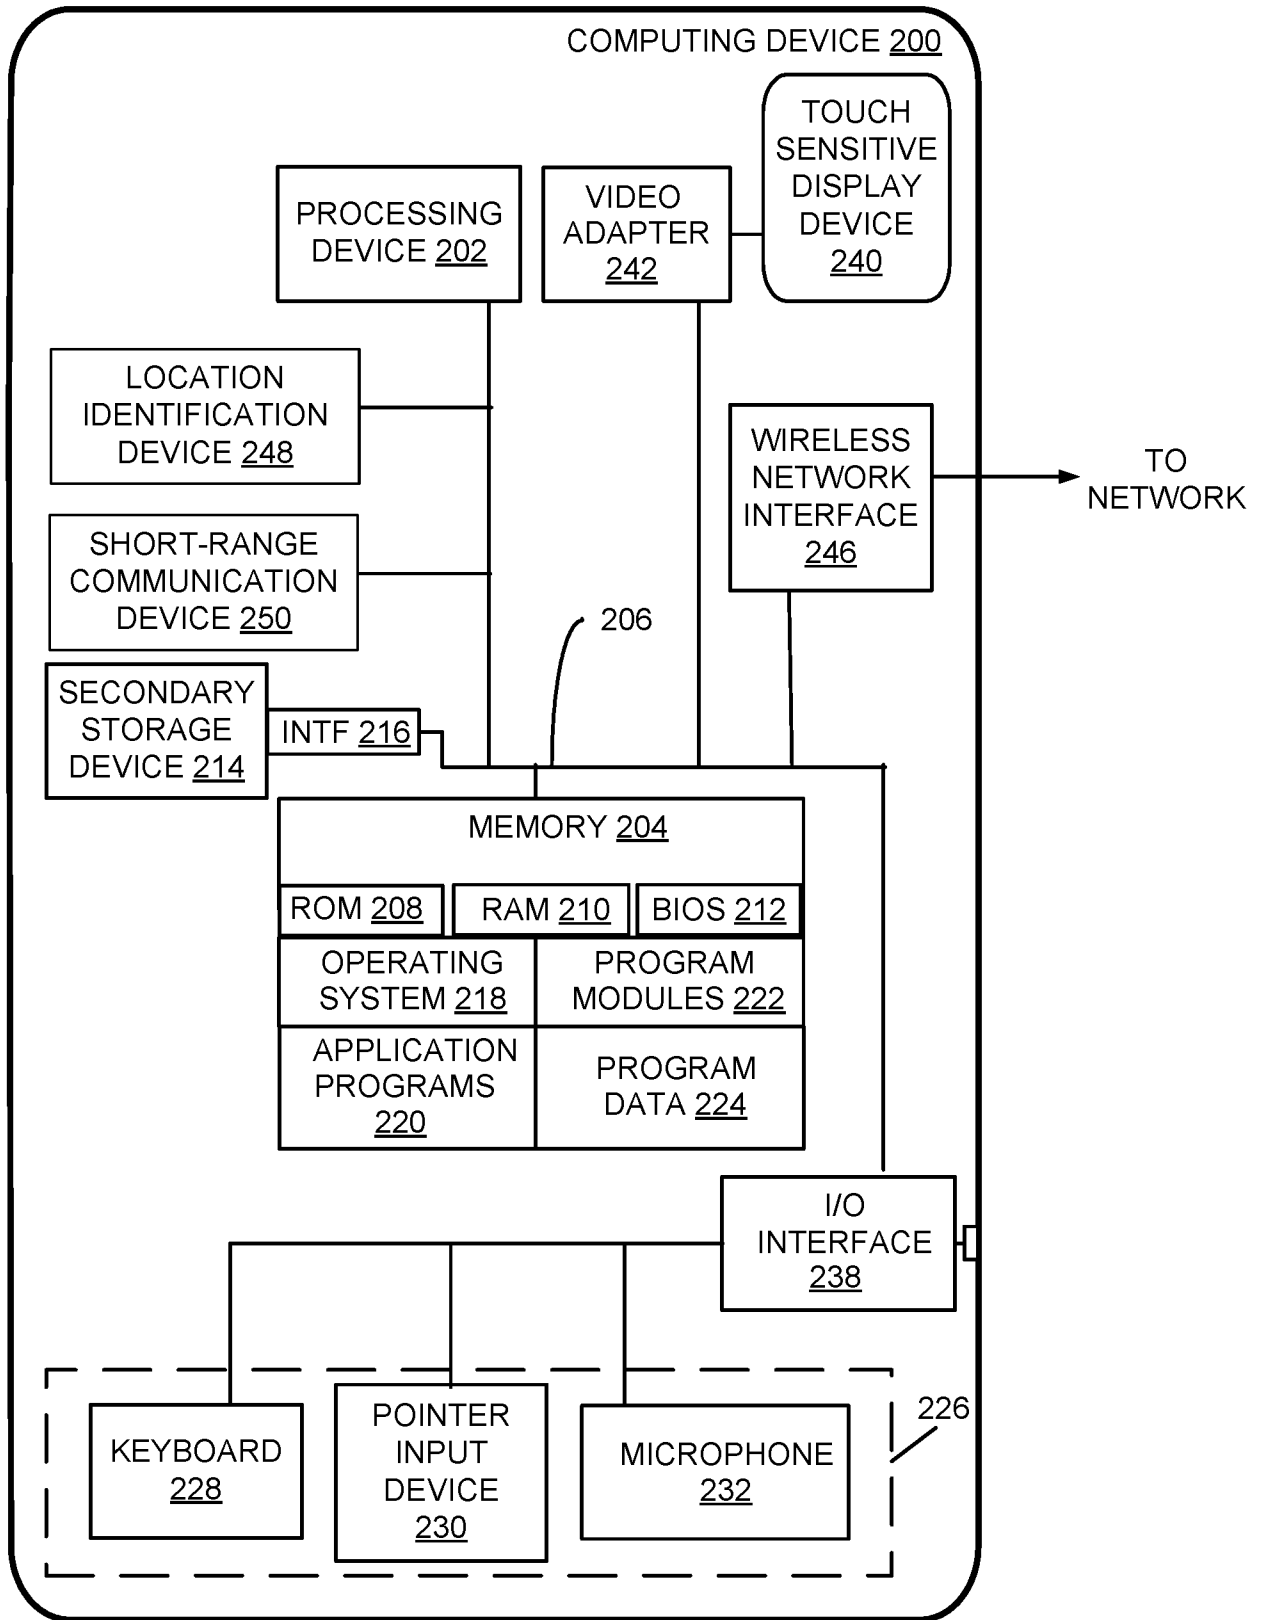 COMPUTING DEVICE 200
TOUCH
SENSITIVE
DISPLAY
DEVICE
240
PROCESSING
DEVICE 202
VIDEO
ADAPTER
242
LOCATION
IDENTIFICATION
DEVICE 248
WIRELESS
NETWORK
INTERFACE
246
TO
NETWORK
SHORT-RANGE
COMMUNICATION
DEVICE 250
206
SECONDARY
STORAGE
DEVICE 214
INTF 216
MEMORY 204
ROM 208
RAM 210
BIOS 212
OPERATING
SYSTEM 218
PROGRAM
MODULES 222
APPLICATION
PROGRAMS
220
PROGRAM
DATA 224
I/O
INTERFACE
238
226
KEYBOARD
228
POINTER
INPUT
DEVICE
230
MICROPHONE
232